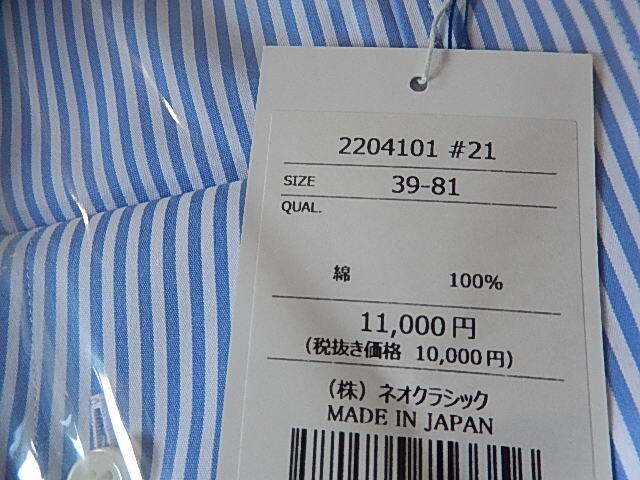 2204101 #21
SIZE 39-81
QUAL.
綿 100%
11,000円
(税抜き価格 10,000円)
(株) ネオクラシック
MADE IN JAPAN